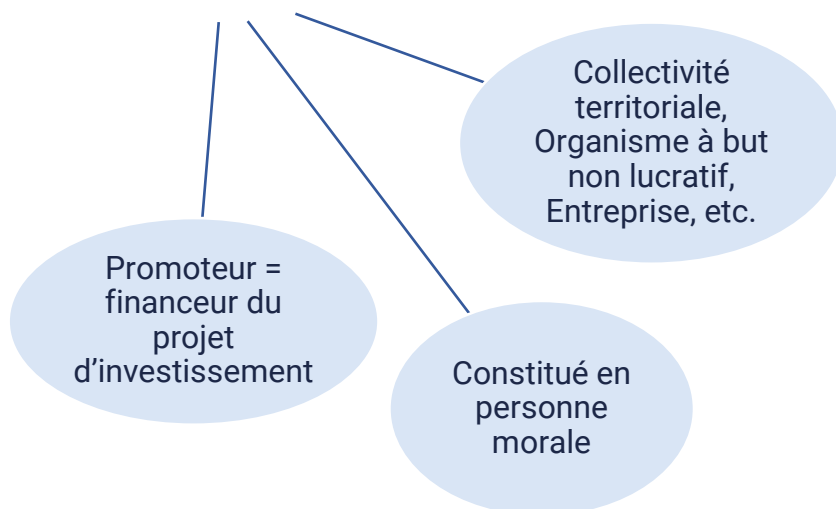 Collectivité
territoriale,
Organisme à but
non lucratif,
Entreprise, etc.
Promoteur =
financeur du
projet
d’investissement
Constitué en
personne
morale